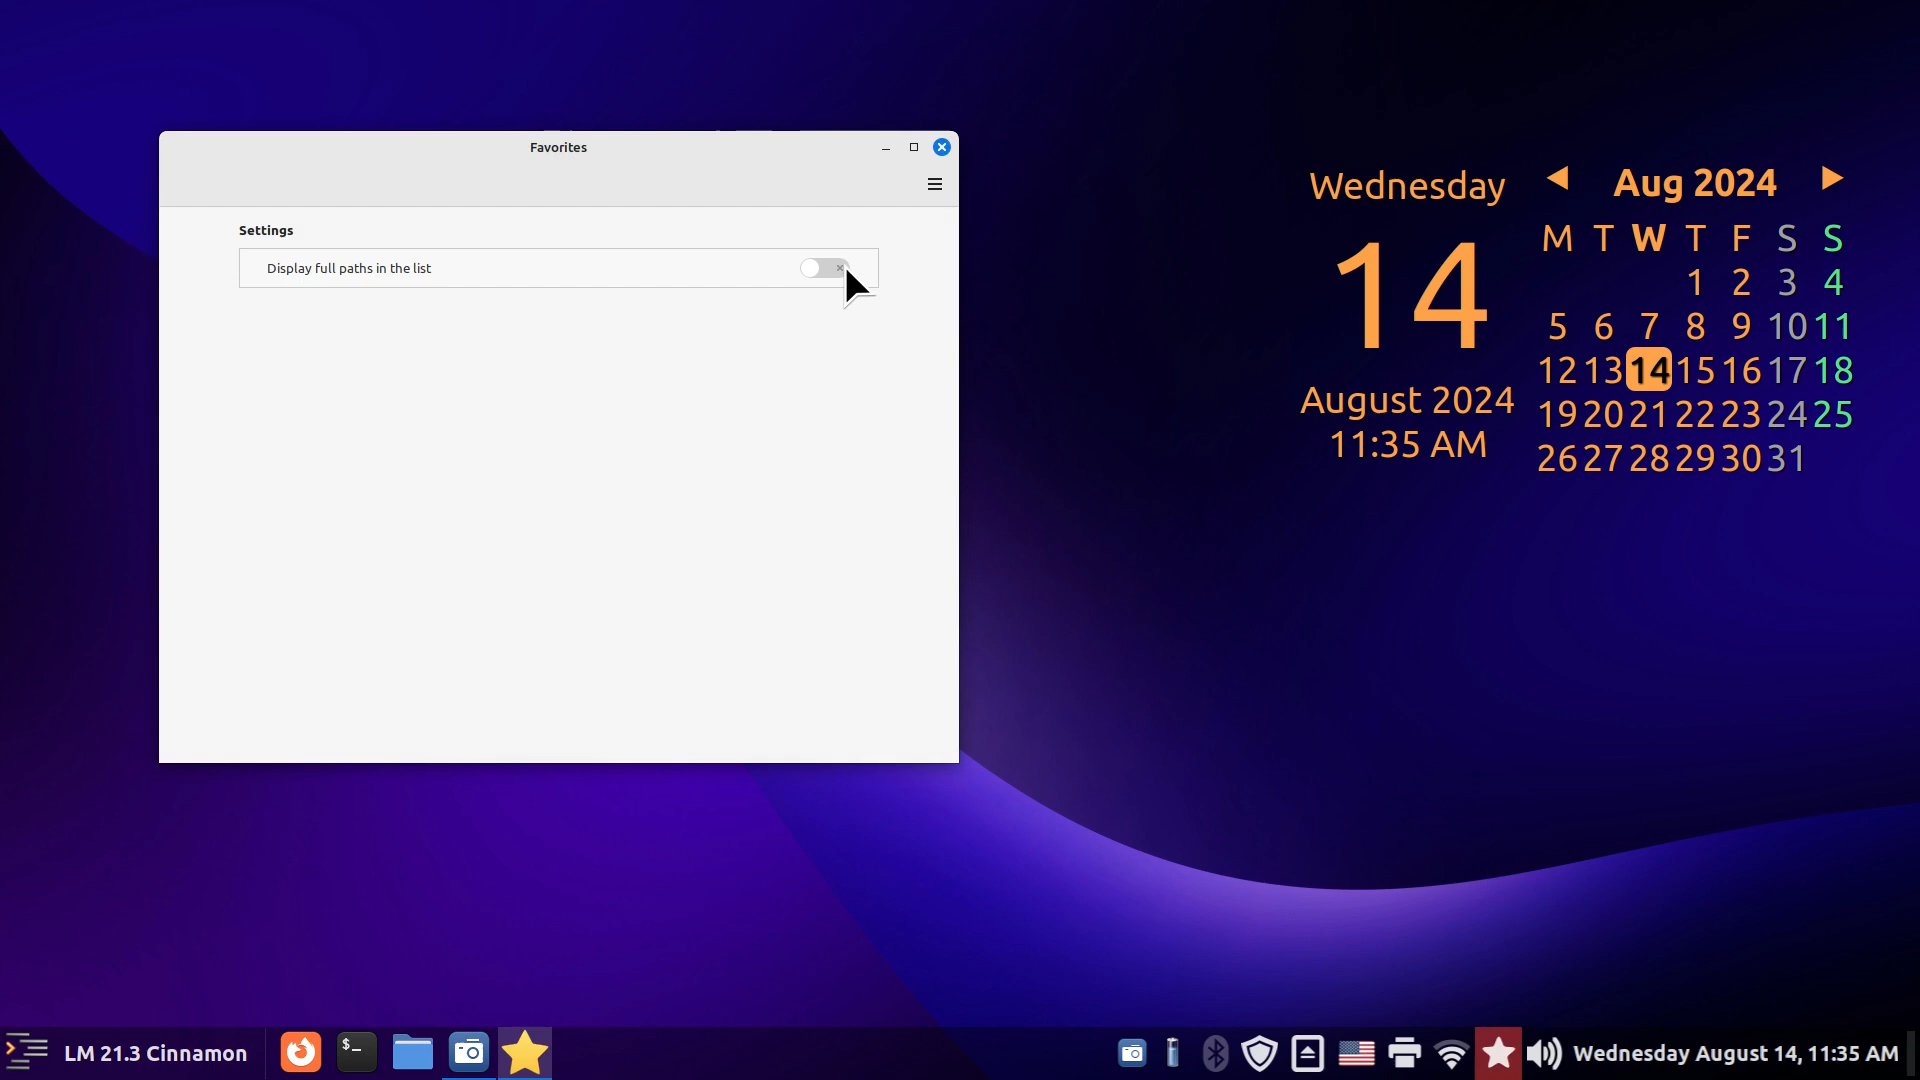 Favorites
Settings
Display full paths in the list
Wednesday
14
August 2024
11:35 AM
Aug 2024
M T W T F S S
1 2 3 4
5 6 7 8 9 10 11
12 13 14 15 16 17 18
19 20 21 22 23 24 25
26 27 28 29 30 31
LM 21.3 Cinnamon
$_
Wednesday August 14, 11:35 AM